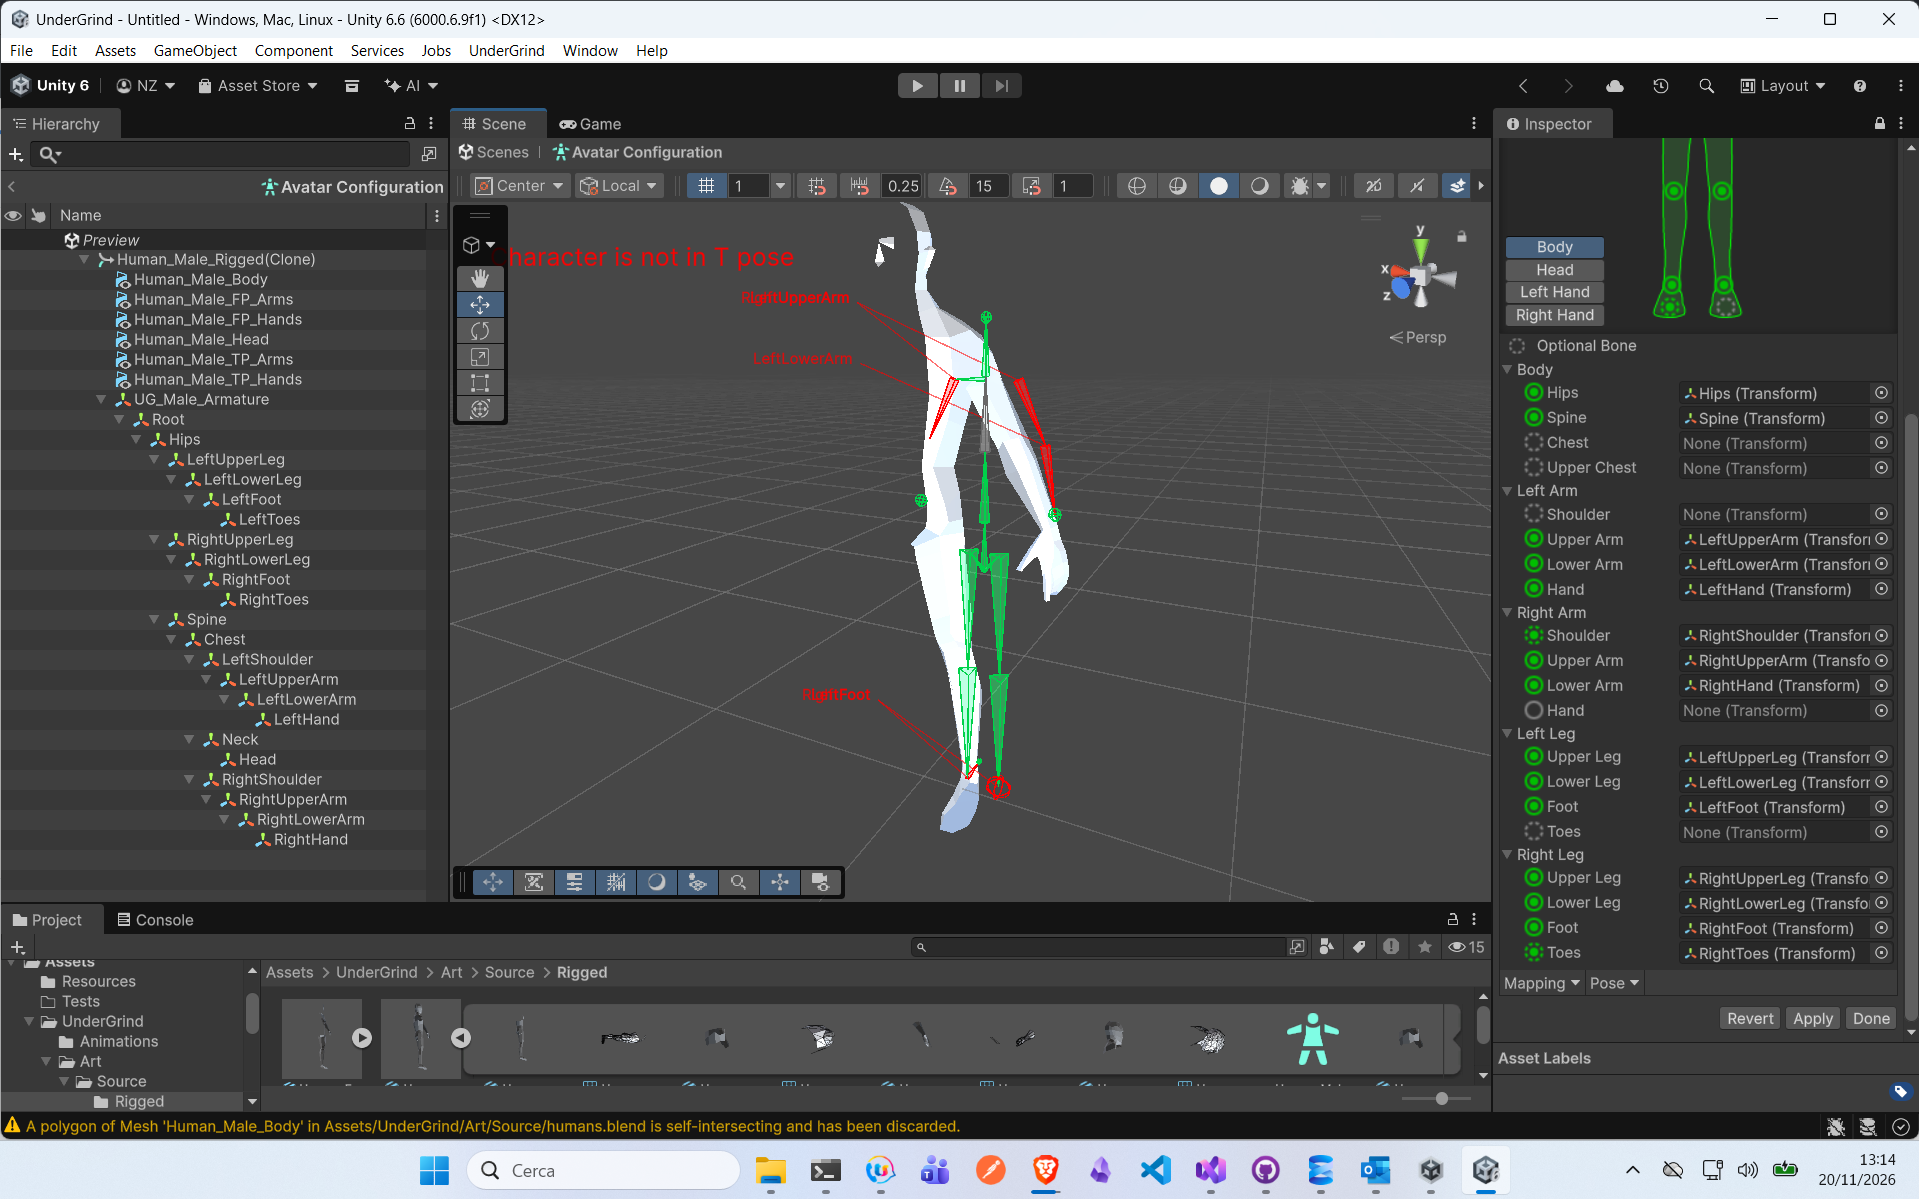 UnderGrind - Untitled - Windows, Mac, Linux - Unity 6.6 (6000.6.9f1) <DX12>
File Edit Assets GameObject Component Services Jobs UnderGrind Window Help
Unity 6 NZ Asset Store AI Layout
Hierarchy
Scene Game
Inspector
Scenes Avatar Configuration
Avatar Configuration
Center Local 1 0.25 15 1 2D
Name
Preview
Human_Male_Rigged(Clone)
Human_Male_Body
Human_Male_FP_Arms
Human_Male_FP_Hands
Human_Male_Head
Human_Male_TP_Arms
Human_Male_TP_Hands
UG_Male_Armature
Root
Hips
LeftUpperLeg
LeftLowerLeg
LeftFoot
LeftToes
RightUpperLeg
RightLowerLeg
RightFoot
RightToes
Spine
Chest
LeftShoulder
LeftUpperArm
LeftLowerArm
LeftHand
Neck
Head
RightShoulder
RightUpperArm
RightLowerArm
RightHand
haracter is not in T pose
RightUpperArm
LeftLowerArm
RightFoot
y
x
z
Persp
Body
Head
Left Hand
Right Hand
Optional Bone
Body
Hips Hips (Transform)
Spine Spine (Transform)
Chest None (Transform)
Upper Chest None (Transform)
Left Arm
Shoulder None (Transform)
Upper Arm LeftUpperArm (Transfor
Lower Arm LeftLowerArm (Transfor
Hand LeftHand (Transform)
Right Arm
Shoulder RightShoulder (Transfor
Upper Arm RightUpperArm (Transfo
Lower Arm RightHand (Transform)
Hand None (Transform)
Left Leg
Upper Leg LeftUpperLeg (Transforr
Lower Leg LeftLowerLeg (Transforr
Foot LeftFoot (Transform)
Toes None (Transform)
Right Leg
Upper Leg RightUpperLeg (Transfo
Lower Leg RightLowerLeg (Transfo
Foot RightFoot (Transform)
Toes RightToes (Transform)
Mapping Pose
Revert Apply Done
Asset Labels
Project Console
15
Assets
Resources
Tests
UnderGrind
Animations
Art
Source
Rigged
Assets > UnderGrind > Art > Source > Rigged
A polygon of Mesh 'Human_Male_Body' in Assets/UnderGrind/Art/Source/humans.blend is self-intersecting and has been discarded.
Cerca
13:14
20/11/2026